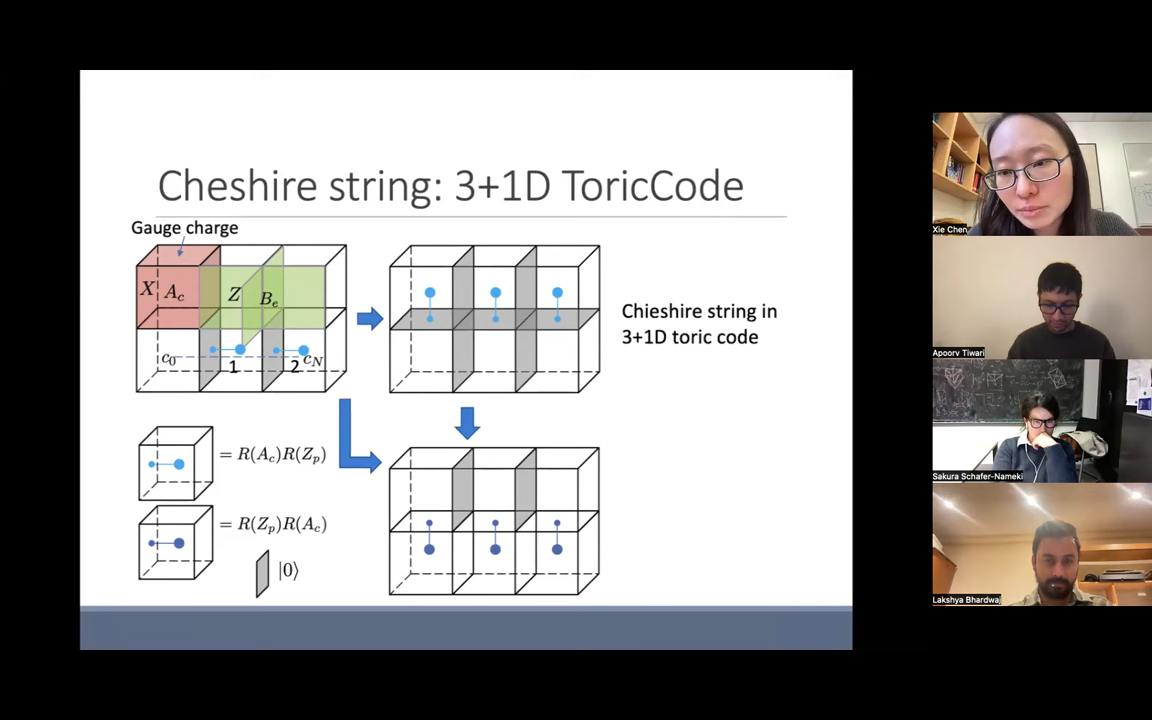 Cheshire string: 3+1D ToricCode
Gauge charge
X A_c Z B_e
c_0 1 2 c_N
Chieshire string in
3+1D toric code
= R(A_c)R(Z_p)
= R(Z_p)R(A_c)
|0⟩
Xie Chen
Apoorv Tiwari
Sakura Schafer-Nameki
Lakshya Bhardwaj